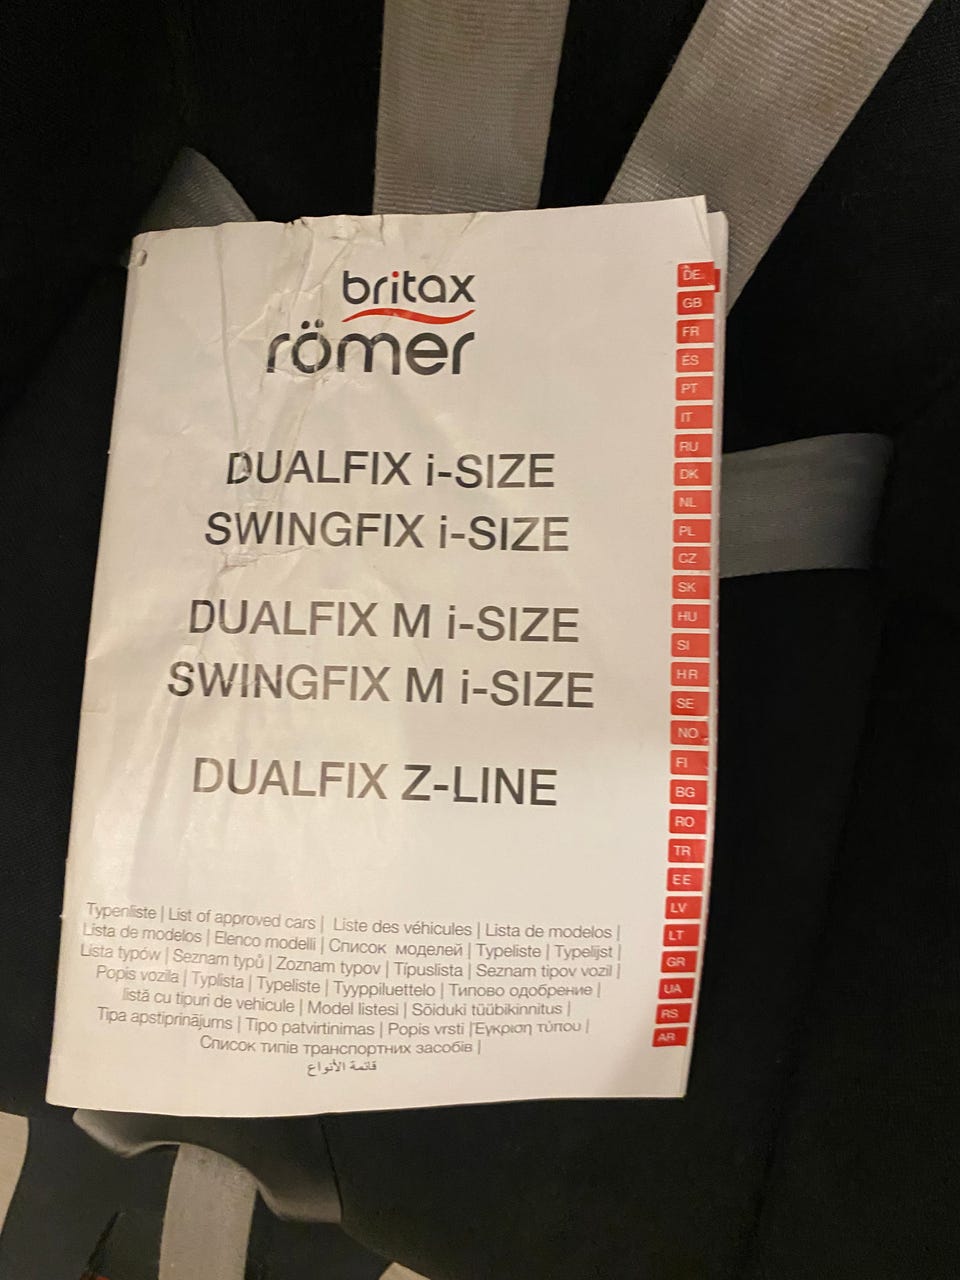 britax
römer
DUALFIX i-SIZE
SWINGFIX i-SIZE
DUALFIX M i-SIZE
SWINGFIX M i-SIZE
DUALFIX Z-LINE
Typenliste | List of approved cars | Liste des véhicules | Lista de modelos |
Lista de modelos | Elenco modelli | Список моделей | Typeliste | Typelijst |
Lista typów | Seznam typů | Zoznam typov | Típuslista | Seznam tipov vozil |
Popis vozila | Typlista | Typeliste | Tyyppiluettelo | Типово одобрение |
listă cu tipuri de vehicule | Model listesi | Sõiduki tüübikinnitus |
Tipa apstiprinājums | Tipo patvirtinimas | Popis vrsti | Έγκριση τύπου |
Список типів транспортних засобів |
قائمة الأنواع
DE
GB
FR
ES
PT
IT
RU
DK
NL
PL
CZ
SK
HU
SI
HR
SE
NO
FI
BG
RO
TR
EE
LV
LT
GR
UA
RS
AR